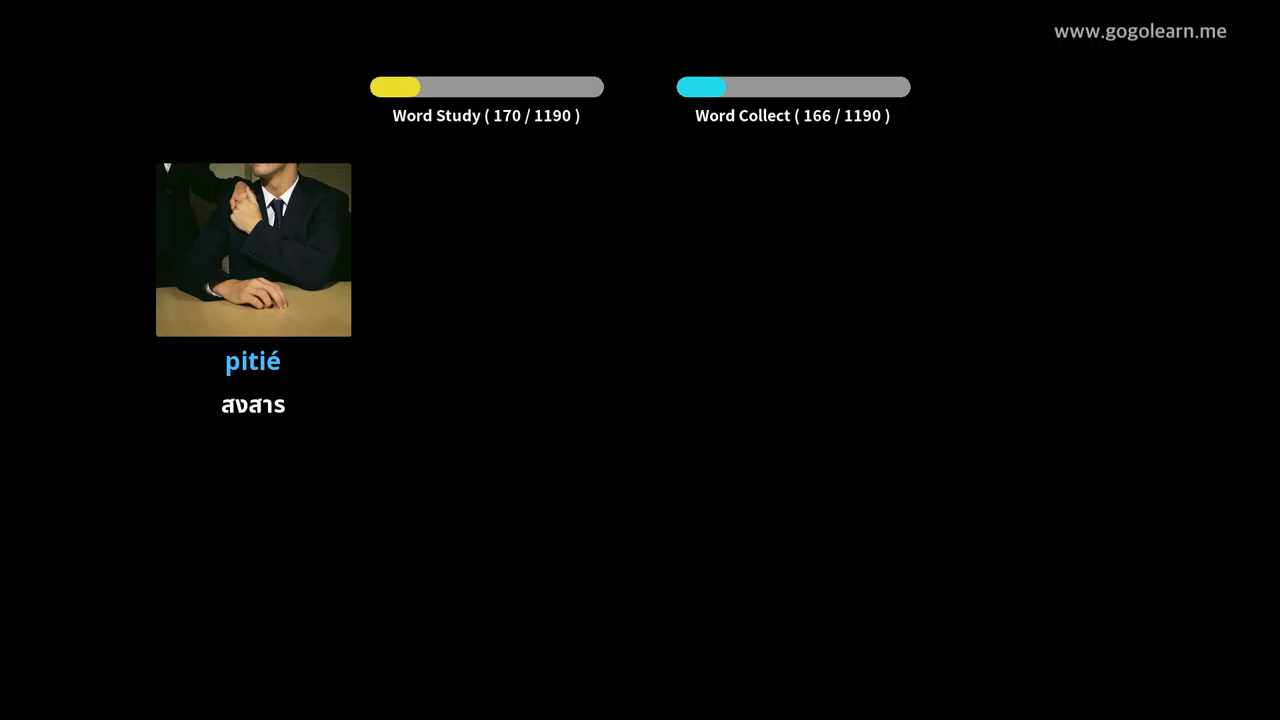 www.gogolearn.me
Word Study ( 170 / 1190 )
Word Collect ( 166 / 1190 )
pitié
สงสาร